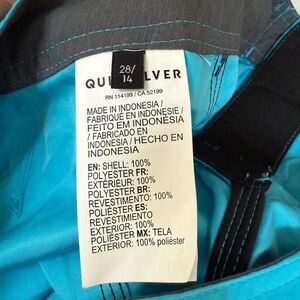 28/
14
QUIKSILVER
RN 114199 / CA 52199
MADE IN INDONESIA /
FABRIQUÉ EN INDONÉSIE /
FEITO EM INDONÉSIA
/ FABRICADO EN
INDONESIA / HECHO EN
INDONESIA
EN: SHELL: 100%
POLYESTER FR:
EXTÉRIEUR: 100%
POLYESTER BR:
REVESTIMENTO: 100%
POLIÉSTER ES:
REVESTIMIENTO
EXTERIOR: 100%
POLIÉSTER MX: TELA
EXTERIOR: 100% poliéster